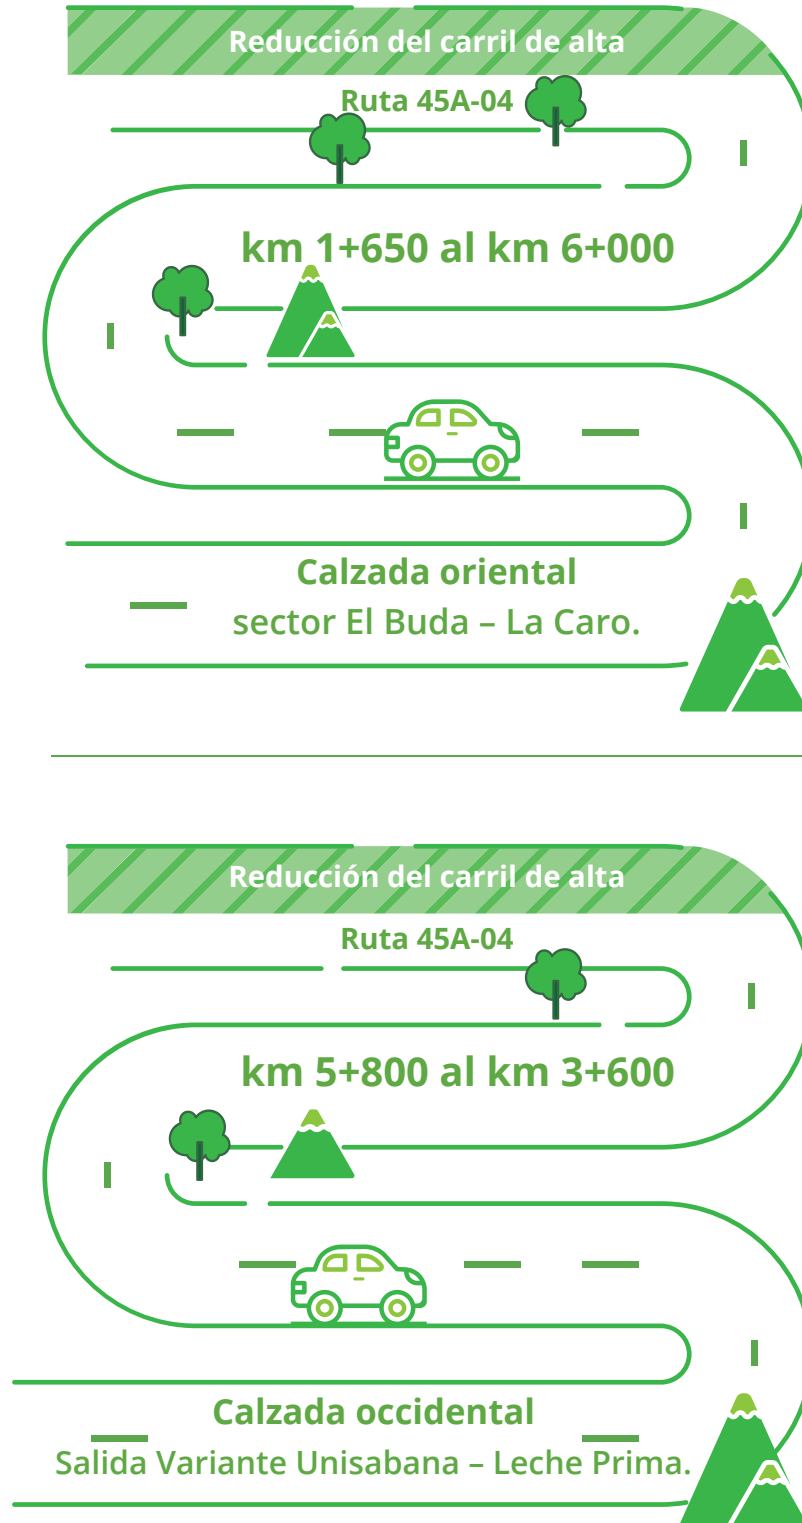 Reducción del carril de alta
Ruta 45A-04
km 1+650 al km 6+000
Calzada oriental
sector El Buda – La Caro.
Reducción del carril de alta
Ruta 45A-04
km 5+800 al km 3+600
Calzada occidental
Salida Variante Unisabana – Leche Prima.